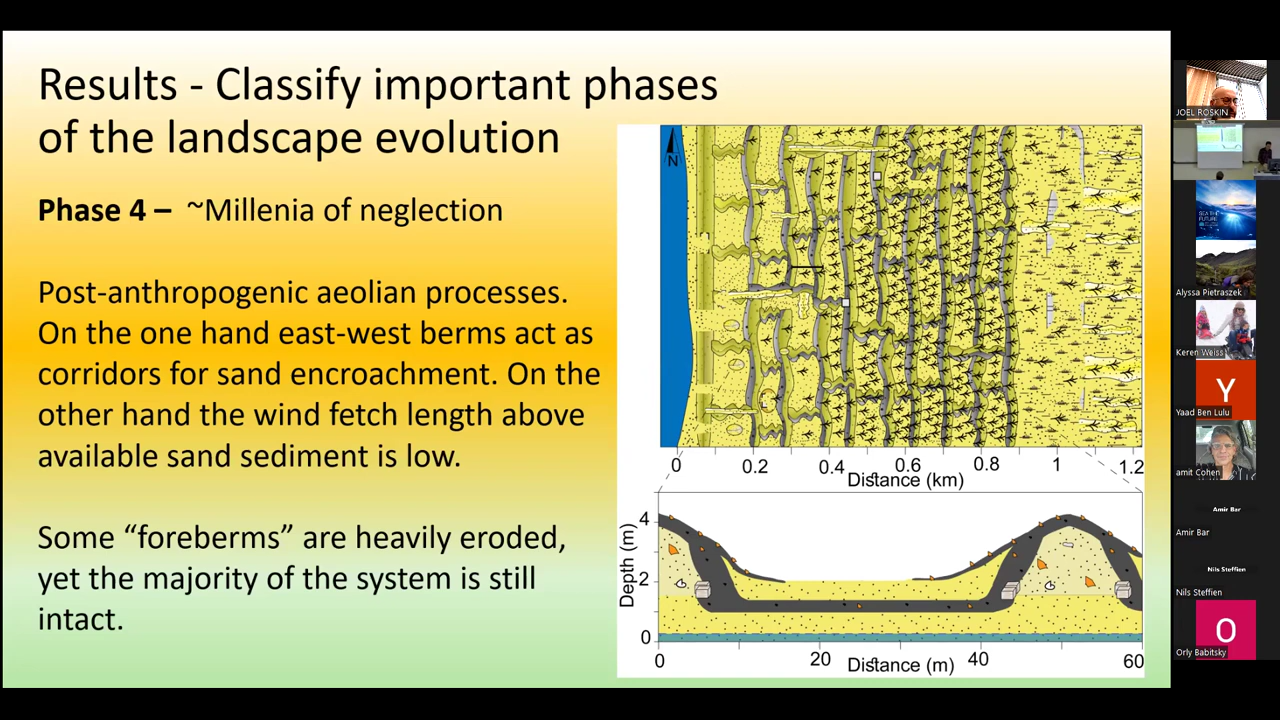 Results - Classify important phases
of the landscape evolution
Phase 4 – ~Millenia of neglection
Post-anthropogenic aeolian processes.
On the one hand east-west berms act as
corridors for sand encroachment. On the
other hand the wind fetch length above
available sand sediment is low.
Some “foreberms” are heavily eroded,
yet the majority of the system is still
intact.
N
0 0.2 0.4 0.6 0.8 1 1.2
Distance (km)
Depth (m)
4
2
0
0 20 40 60
Distance (m)
JOEL ROSKIN
SEA THE
FUTURE
Alyssa Pietraszek
Keren Weiss
Y
Yaad Ben Lulu
amit Cohen
Amir Bar
Amir Bar
Nils Steffien
Nils Steffien
O
Orly Babitsky